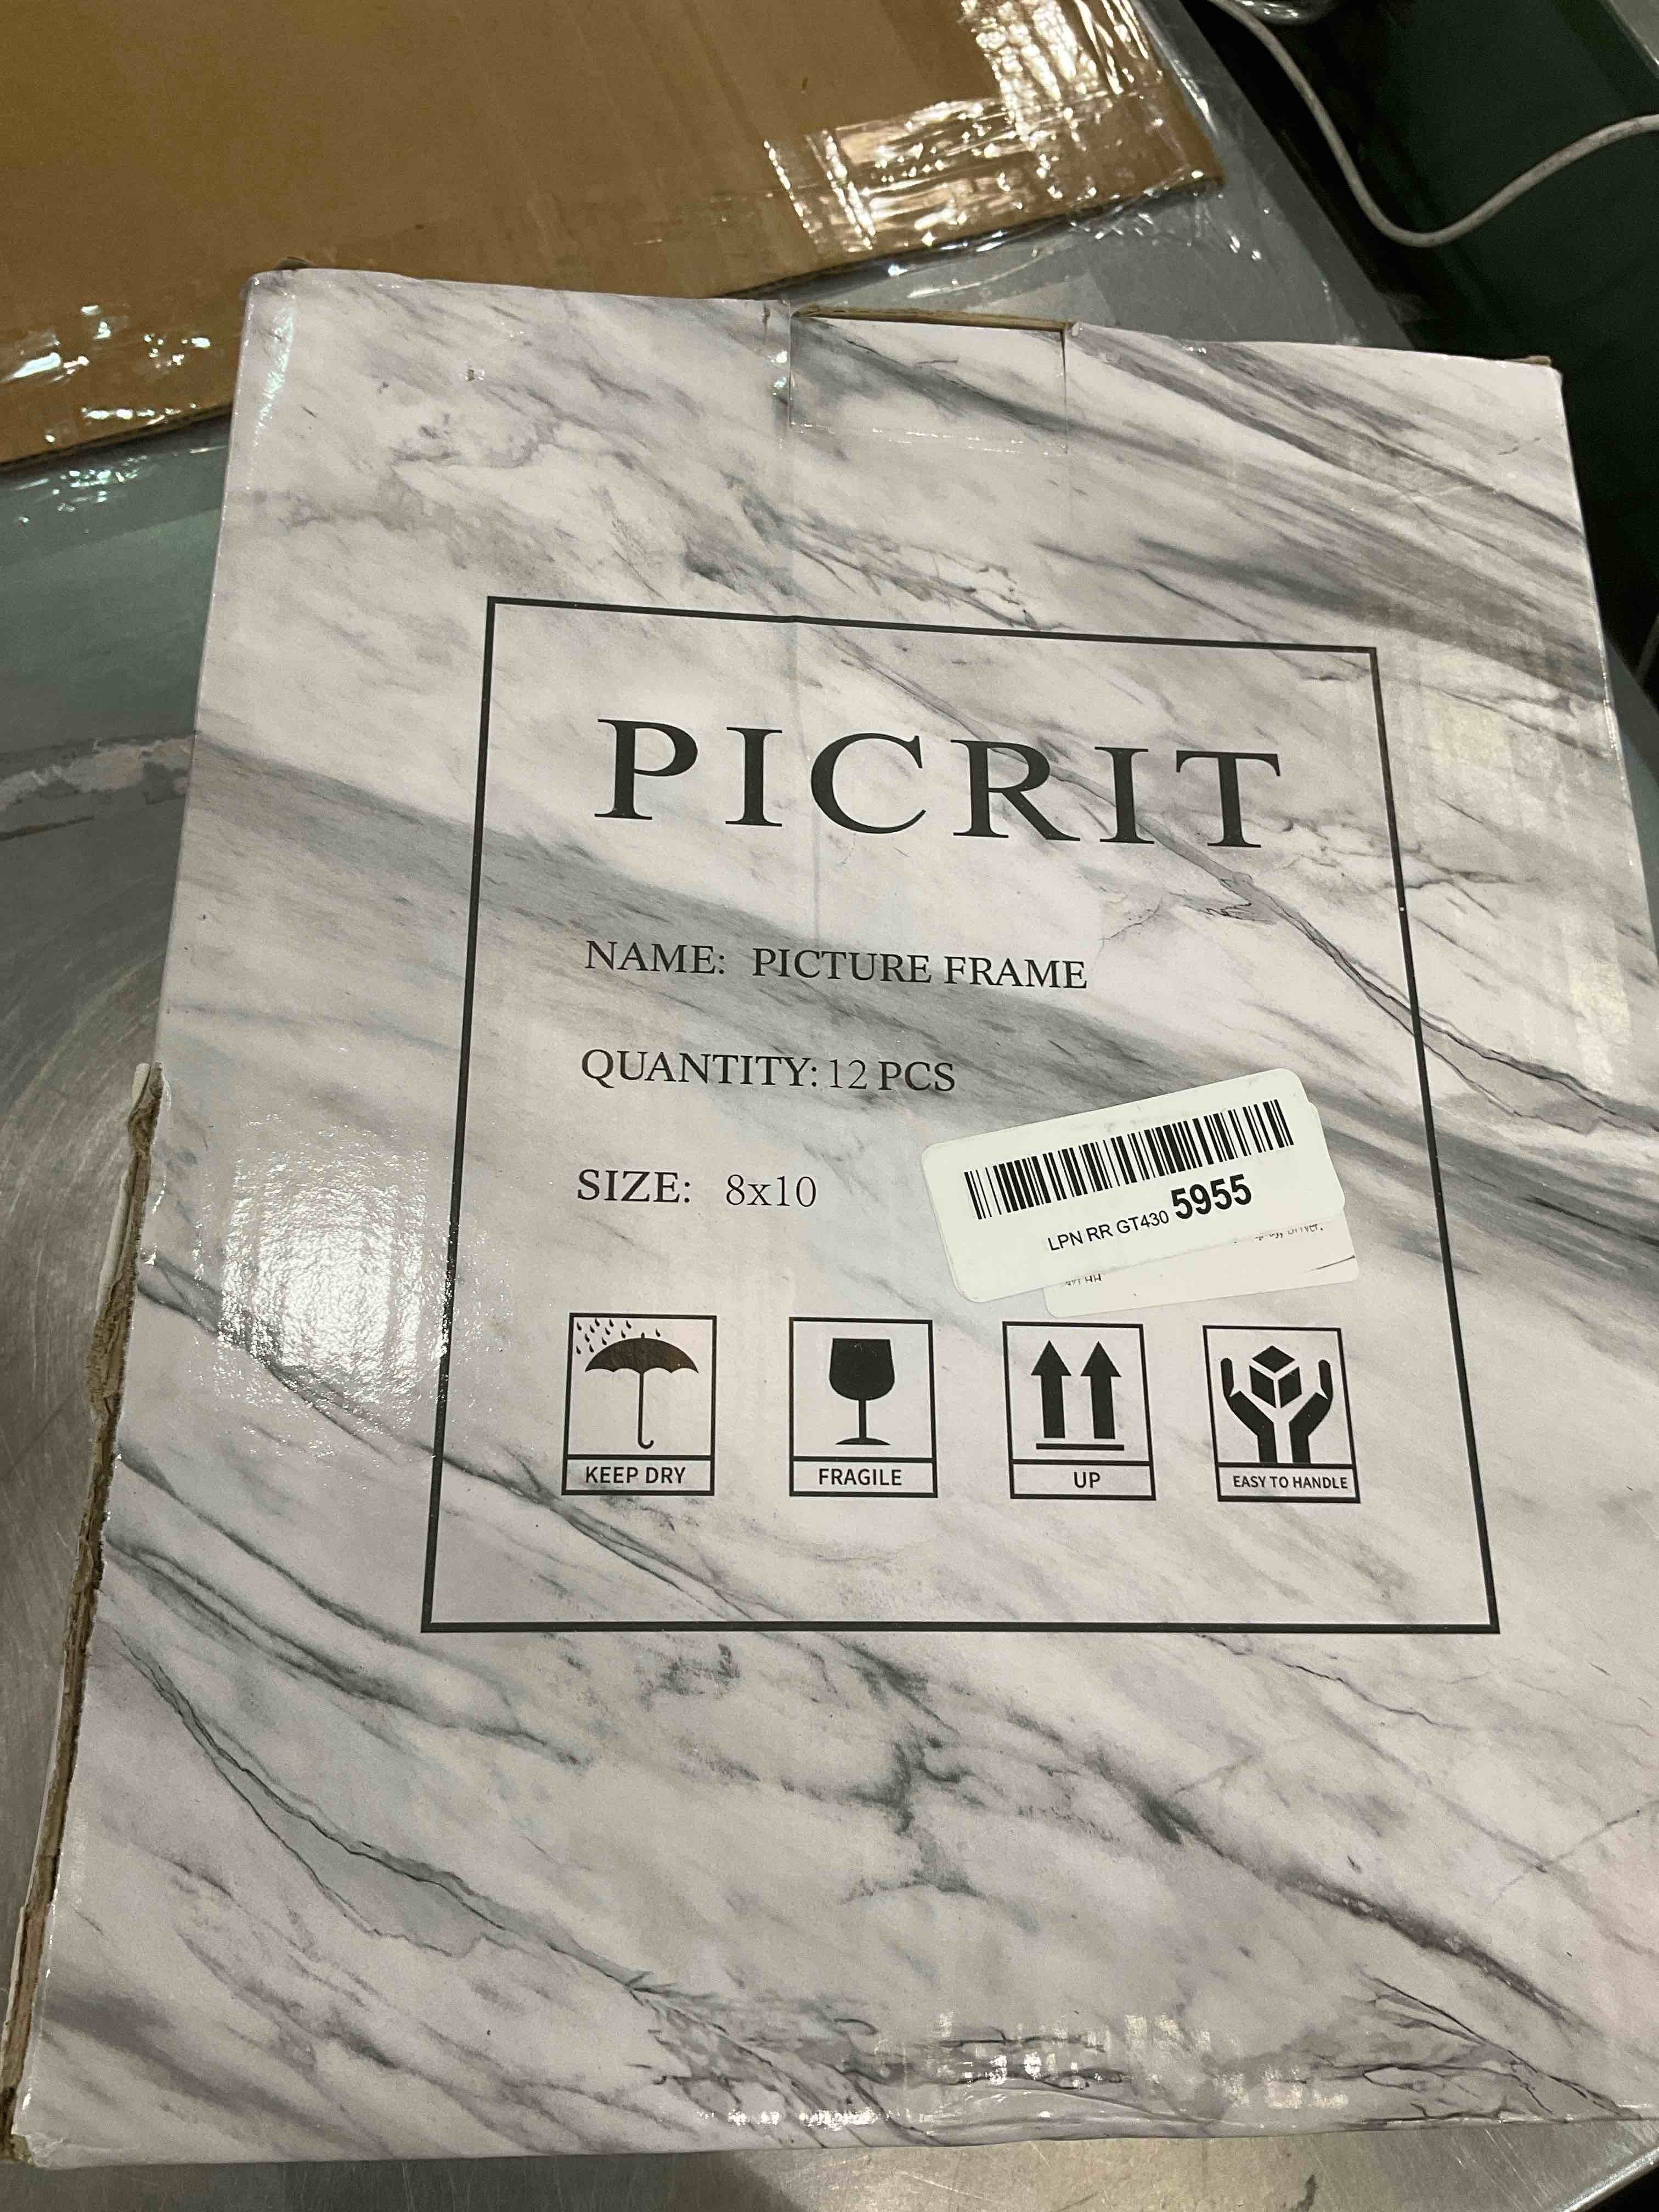 PICRIT
NAME: PICTURE FRAME
QUANTITY: 12 PCS
SIZE: 8x10
LPN RR GT430 5955
KEEP DRY
FRAGILE
UP
EASY TO HANDLE